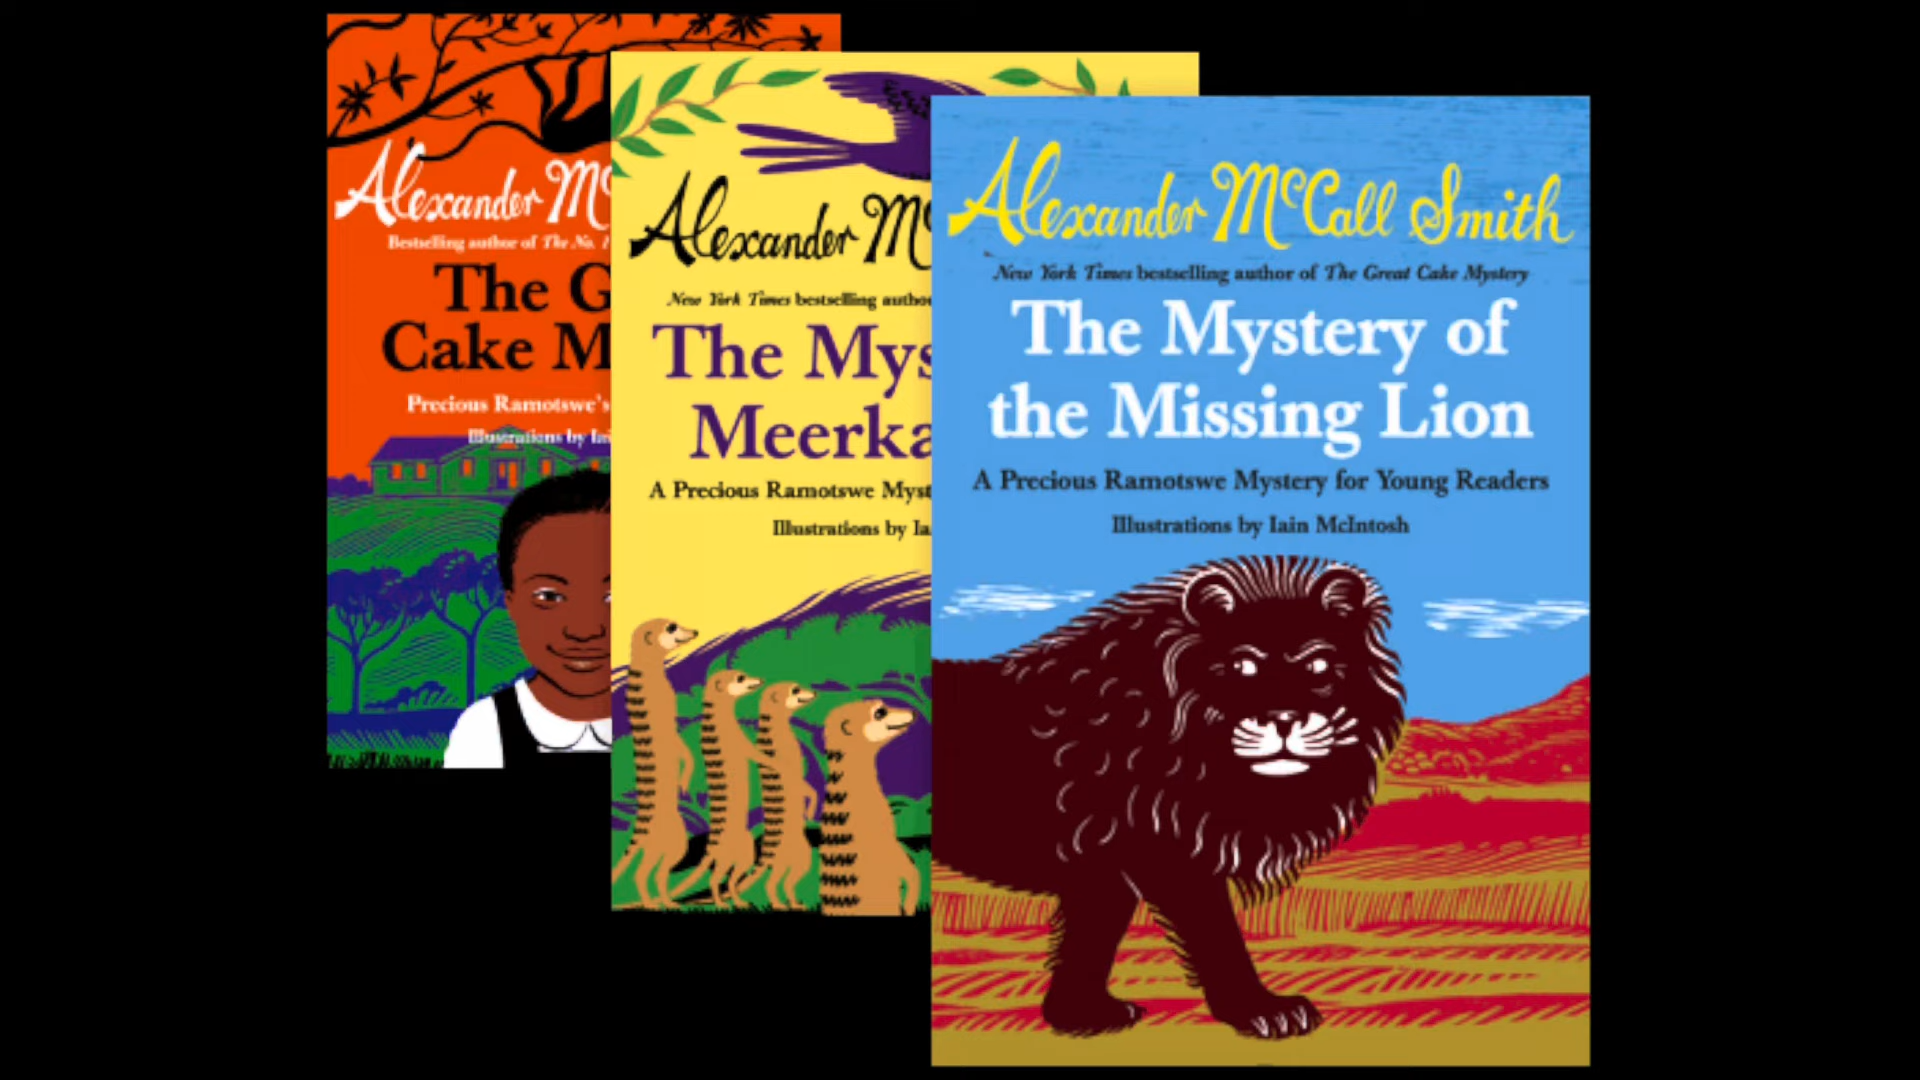 Alexander Mc
Bestselling author of The No. 1
The G
Cake M
Precious Ramotswe's
Illustrations by Iai
Alexander Mc
New York Times bestselling autho
The Mys
Meerka
A Precious Ramotswe Myst
Illustrations by Ia
Alexander McCall Smith
New York Times bestselling author of The Great Cake Mystery
The Mystery of
the Missing Lion
A Precious Ramotswe Mystery for Young Readers
Illustrations by Iain McIntosh